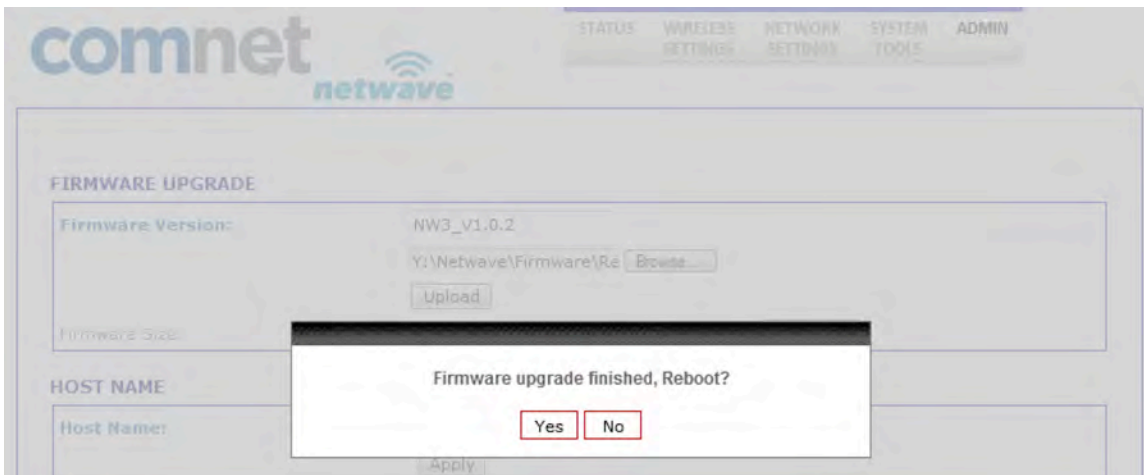 comnet
netwave
STATUS WIRELESS SETTINGS NETWORK SETTINGS SYSTEM TOOLS ADMIN
FIRMWARE UPGRADE
Firmware Version: NW3_V1.0.2
Y:\Netwave\Firmware\Re Browse...
Upload
Firmware Size:
Firmware upgrade finished, Reboot?
Yes No
HOST NAME
Host Name:
Apply